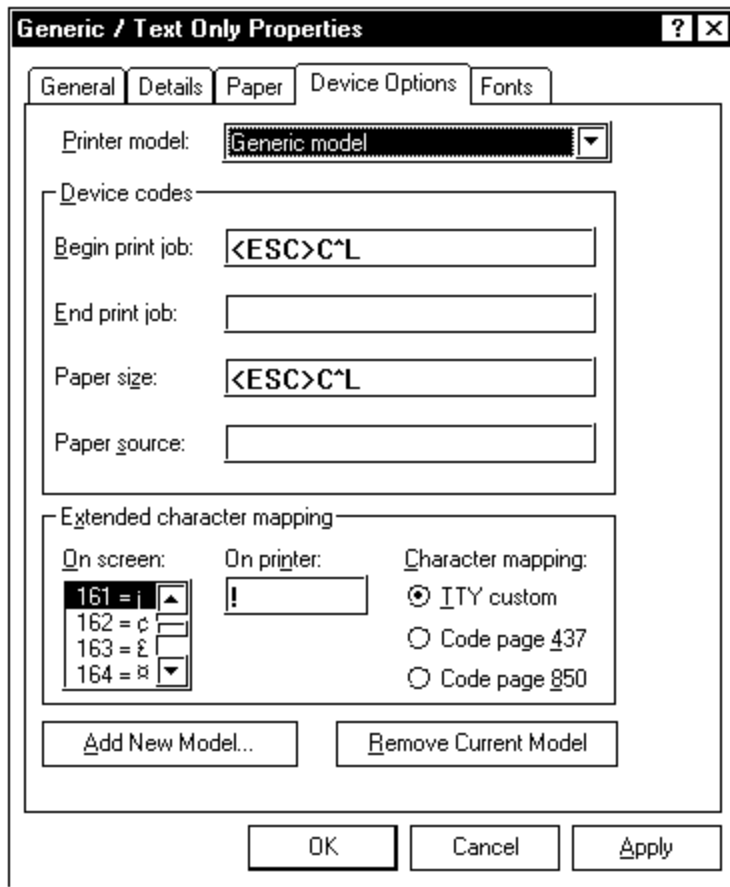 Generic / Text Only Properties
General Details Paper Device Options Fonts
Printer model: Generic model
Device codes
Begin print job: <ESC>C^L
End print job:
Paper size: <ESC>C^L
Paper source:
Extended character mapping
On screen: On printer: Character mapping:
161 = ¡ ! TTY custom
162 = ¢
163 = £ Code page 437
164 = ¤ Code page 850
Add New Model... Remove Current Model
OK Cancel Apply